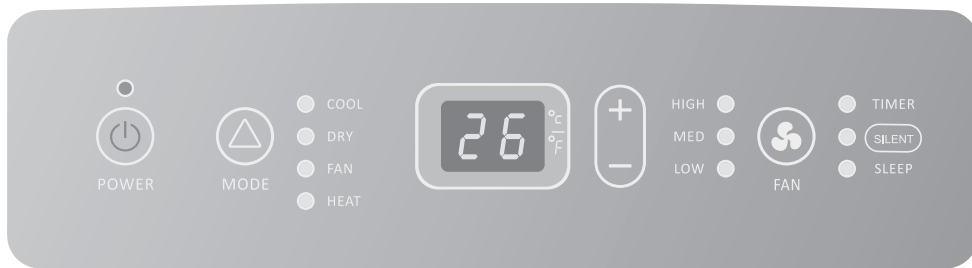 POWER
MODE
COOL
DRY
FAN
HEAT
26
°C
°F
+
−
HIGH
MED
LOW
FAN
TIMER
SILENT
SLEEP